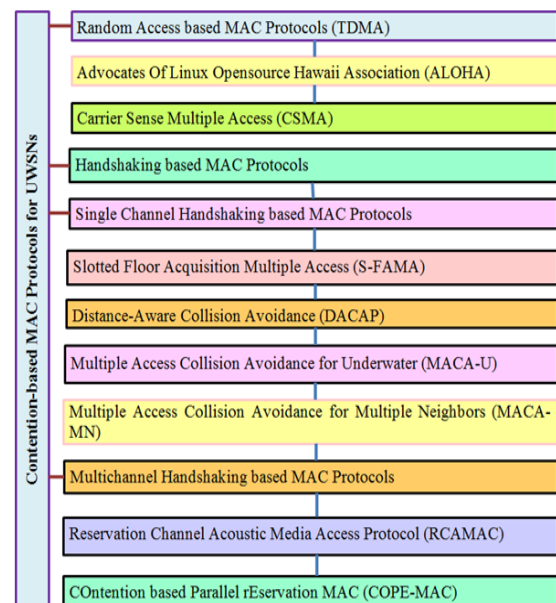 Contention-based MAC Protocols for UWSNs
Random Access based MAC Protocols (TDMA)
Advocates Of Linux Opensource Hawaii Association (ALOHA)
Carrier Sense Multiple Access (CSMA)
Handshaking based MAC Protocols
Single Channel Handshaking based MAC Protocols
Slotted Floor Acquisition Multiple Access (S-FAMA)
Distance-Aware Collision Avoidance (DACAP)
Multiple Access Collision Avoidance for Underwater (MACA-U)
Multiple Access Collision Avoidance for Multiple Neighbors (MACA-
MN)
Multichannel Handshaking based MAC Protocols
Reservation Channel Acoustic Media Access Protocol (RCAMAC)
COntention based Parallel rEservation MAC (COPE-MAC)